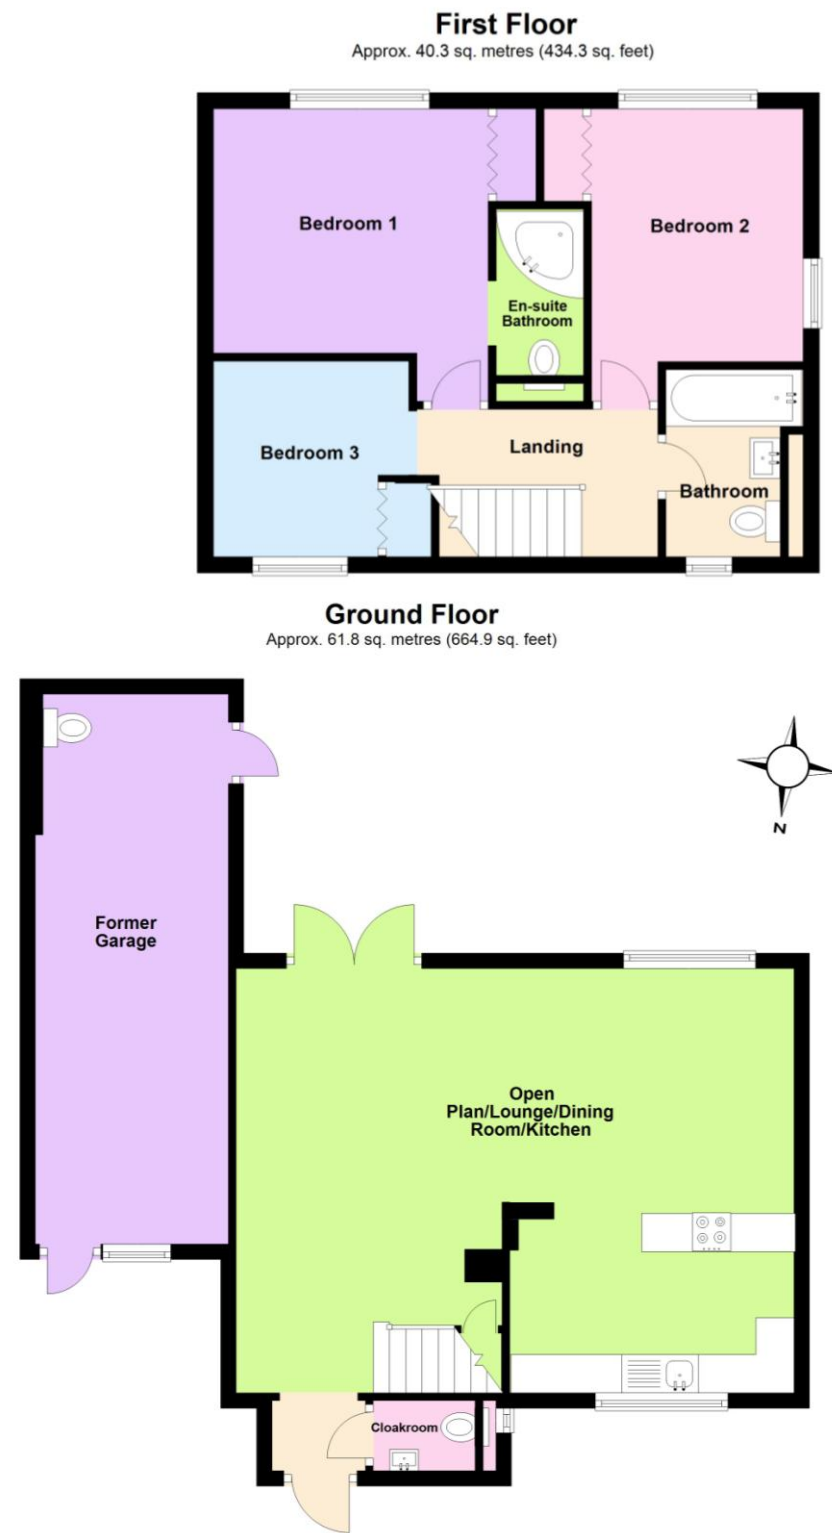 First Floor
Approx. 40.3 sq. metres (434.3 sq. feet)
Bedroom 1
Bedroom 2
En-suite
Bathroom
Bedroom 3
Landing
Bathroom
Ground Floor
Approx. 61.8 sq. metres (664.9 sq. feet)
N
Former
Garage
Open
Plan/Lounge/Dining
Room/Kitchen
Cloakroom